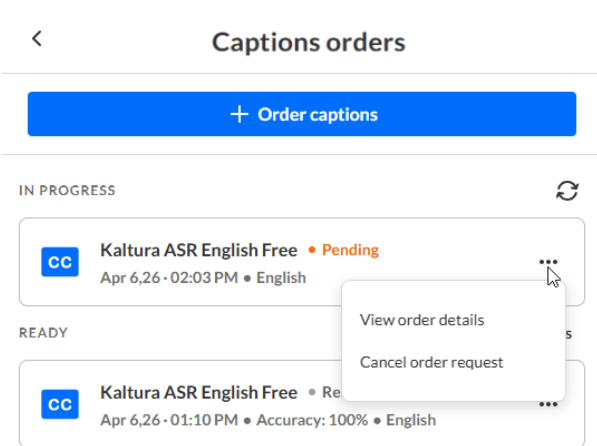 Captions orders
+ Order captions
IN PROGRESS
CC
Kaltura ASR English Free • Pending
Apr 6,26 · 02:03 PM • English
View order details
Cancel order request
READY
CC
Kaltura ASR English Free •
Apr 6,26 · 01:10 PM • Accuracy: 100% • English